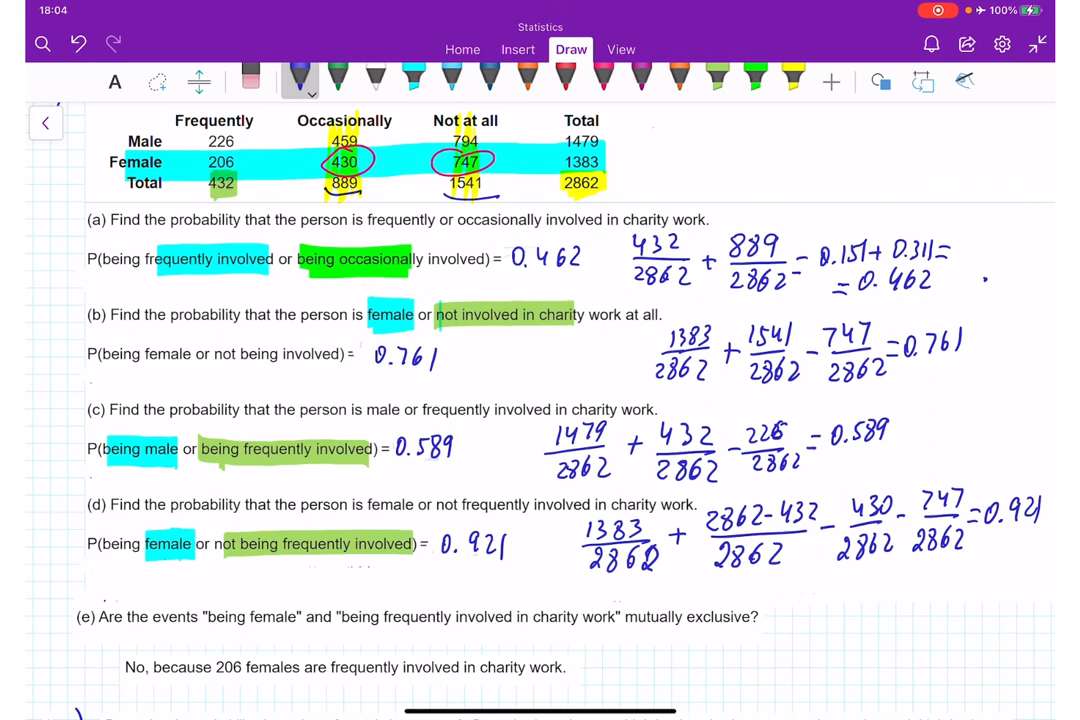 18:04
100%
Statistics
Home Insert Draw View
A
Frequently Occasionally Not at all Total
Male 226 459 794 1479
Female 206 430 747 1383
Total 432 889 1541 2862
(a) Find the probability that the person is frequently or occasionally involved in charity work.
P(being frequently involved or being occasionally involved) = 0.462
432/2862 + 889/2862 = 0.151 + 0.311 =
= 0.462
(b) Find the probability that the person is female or not involved in charity work at all.
P(being female or not being involved) = 0.761
1383/2862 + 1541/2862 - 747/2862 = 0.761
(c) Find the probability that the person is male or frequently involved in charity work.
P(being male or being frequently involved) = 0.589
1479/2862 + 432/2862 - 226/2862 = 0.589
(d) Find the probability that the person is female or not frequently involved in charity work.
P(being female or not being frequently involved) = 0.921
1383/2862 + 2862-432/2862 - 430/2862 - 747/2862 = 0.921
(e) Are the events "being female" and "being frequently involved in charity work" mutually exclusive?
No, because 206 females are frequently involved in charity work.